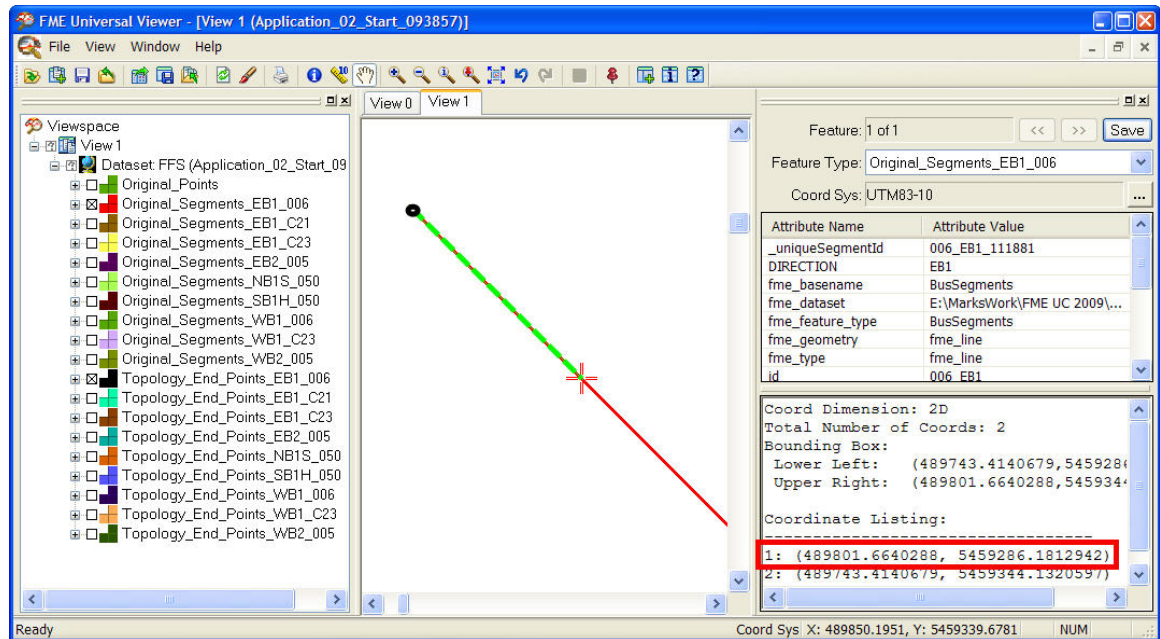 FME Universal Viewer - [View 1 (Application_02_Start_093857)]
File View Window Help
View 0 View 1
Viewspace
View 1
Dataset: FFS (Application_02_Start_09
Original_Points
Original_Segments_EB1_006
Original_Segments_EB1_C21
Original_Segments_EB1_C23
Original_Segments_EB2_005
Original_Segments_NB1S_050
Original_Segments_SB1H_050
Original_Segments_WB1_006
Original_Segments_WB1_C23
Original_Segments_WB2_005
Topology_End_Points_EB1_006
Topology_End_Points_EB1_C21
Topology_End_Points_EB1_C23
Topology_End_Points_EB2_005
Topology_End_Points_NB1S_050
Topology_End_Points_SB1H_050
Topology_End_Points_WB1_006
Topology_End_Points_WB1_C23
Topology_End_Points_WB2_005
Feature: 1 of 1 << >> Save
Feature Type: Original_Segments_EB1_006
Coord Sys: UTM83-10 ...
Attribute Name Attribute Value
_uniqueSegmentId 006_EB1_111881
DIRECTION EB1
fme_basename BusSegments
fme_dataset E:\MarksWork\FME UC 2009\...
fme_feature_type BusSegments
fme_geometry fme_line
fme_type fme_line
id 006 EB1
Coord Dimension: 2D
Total Number of Coords: 2
Bounding Box:
Lower Left: (489743.4140679,545928
Upper Right: (489801.6640288,545934
Coordinate Listing:
-----------------------------------
1: (489801.6640288, 5459286.1812942)
2: (489743.4140679, 5459344.1320597)
Ready Coord Sys X: 489850.1951, Y: 5459339.6781 NUM